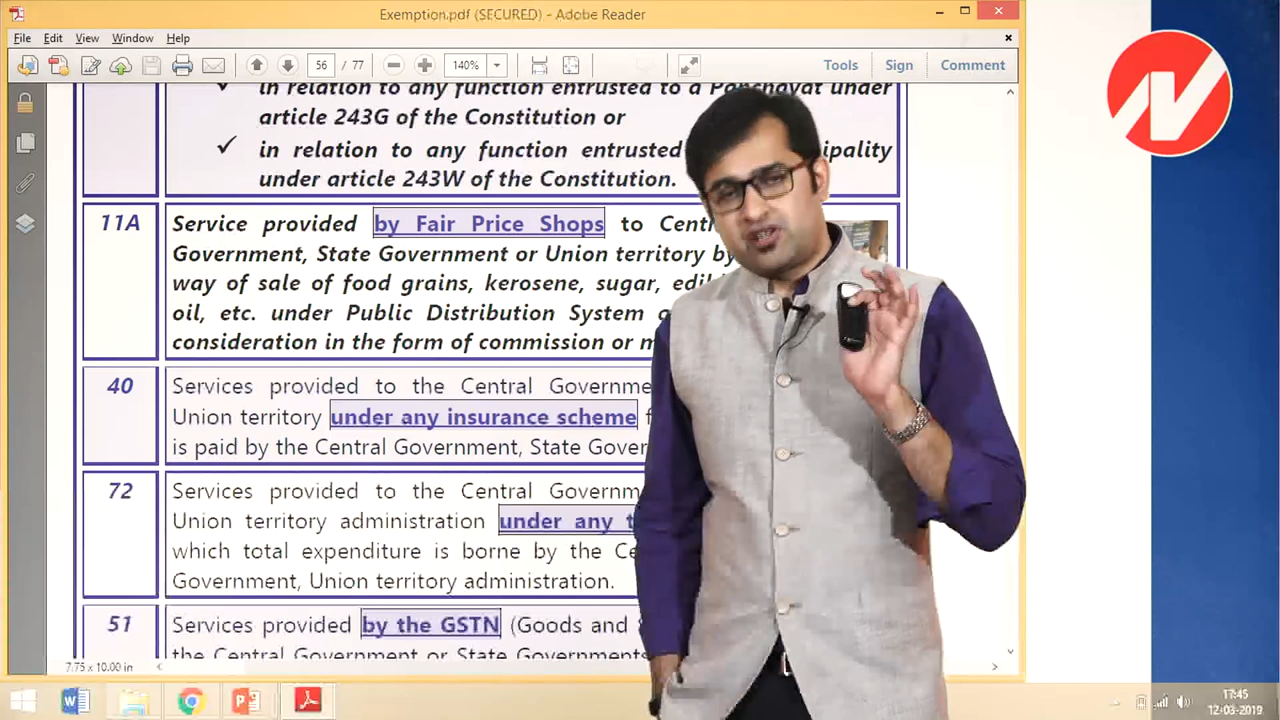 Exemption.pdf (SECURED) - Adobe Reader
File Edit View Window Help
56 / 77 140% Tools Sign Comment
in relation to any function entrusted to a Panchayat under
article 243G of the Constitution or
in relation to any function entrusted
under article 243W of the Constitution.
11A
Service provided by Fair Price Shops to
Government, State Government or Union territory by
way of sale of food grains, kerosene, sugar,
oil, etc. under Public Distribution System
consideration in the form of commission or
40
Services provided to the Central
Union territory under any insurance scheme
is paid by the Central Government, State
72
Services provided to the Central
Union territory administration under any
which total expenditure is borne by the
Government, Union territory administration.
51
Services provided by the GSTN (Goods and
the Central Government or State Governments
7.75 x 10.00 in
17:45
12-03-2019